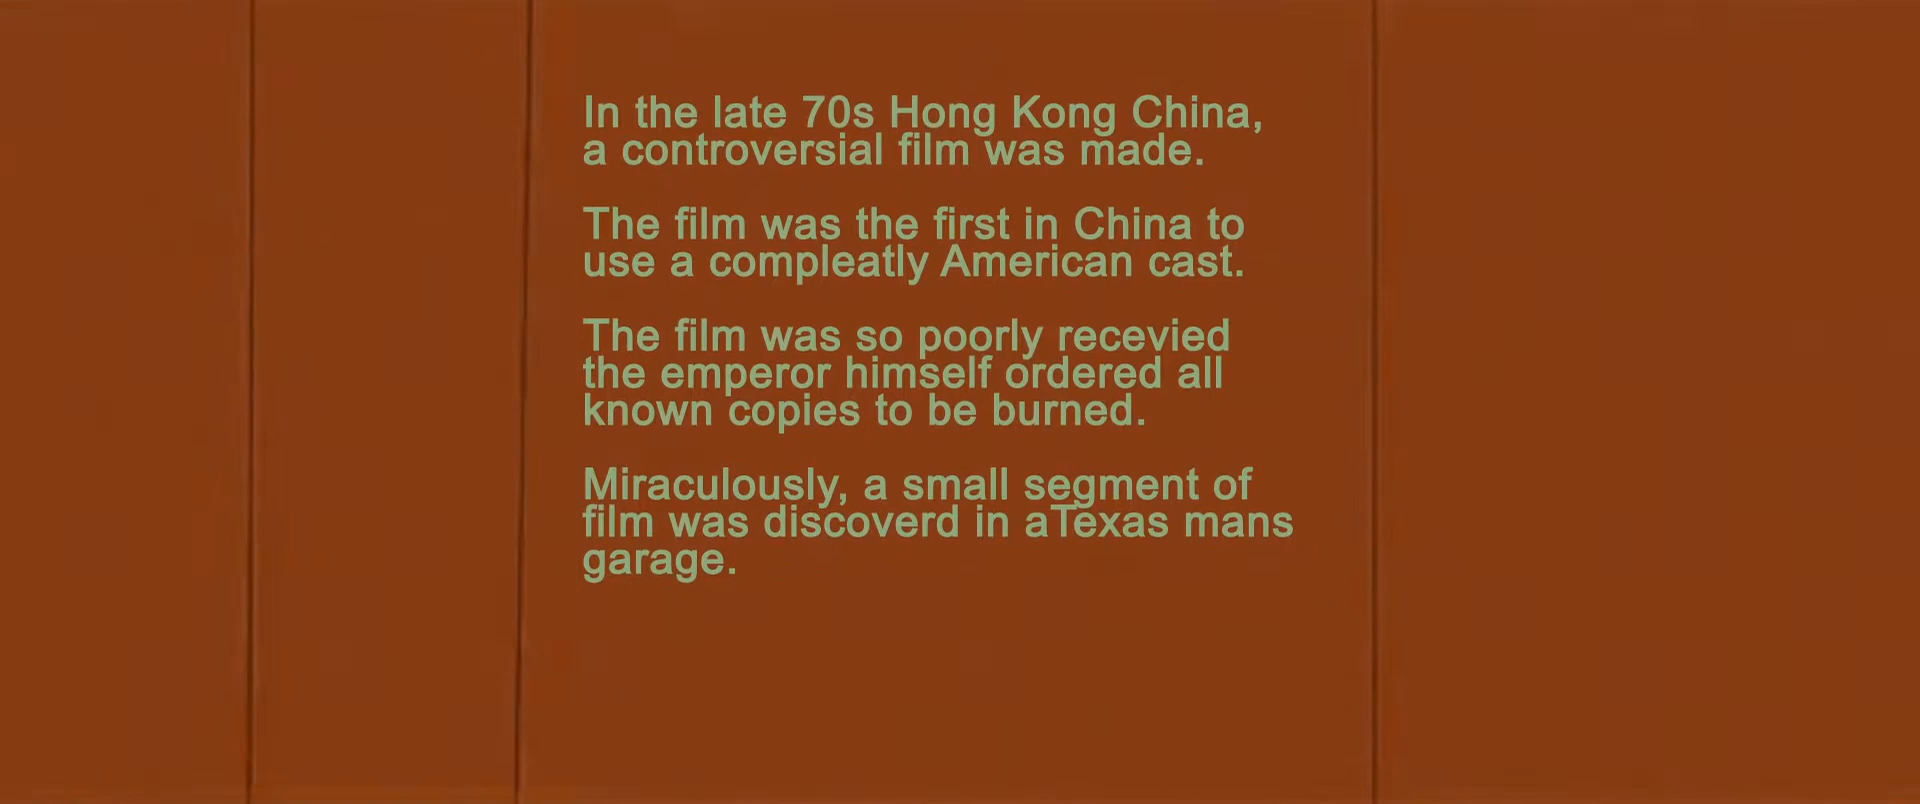 In the late 70s Hong Kong China,
a controversial film was made.
The film was the first in China to
use a compleatly American cast.
The film was so poorly recevied
the emperor himself ordered all
known copies to be burned.
Miraculously, a small segment of
film was discoverd in aTexas mans
garage.